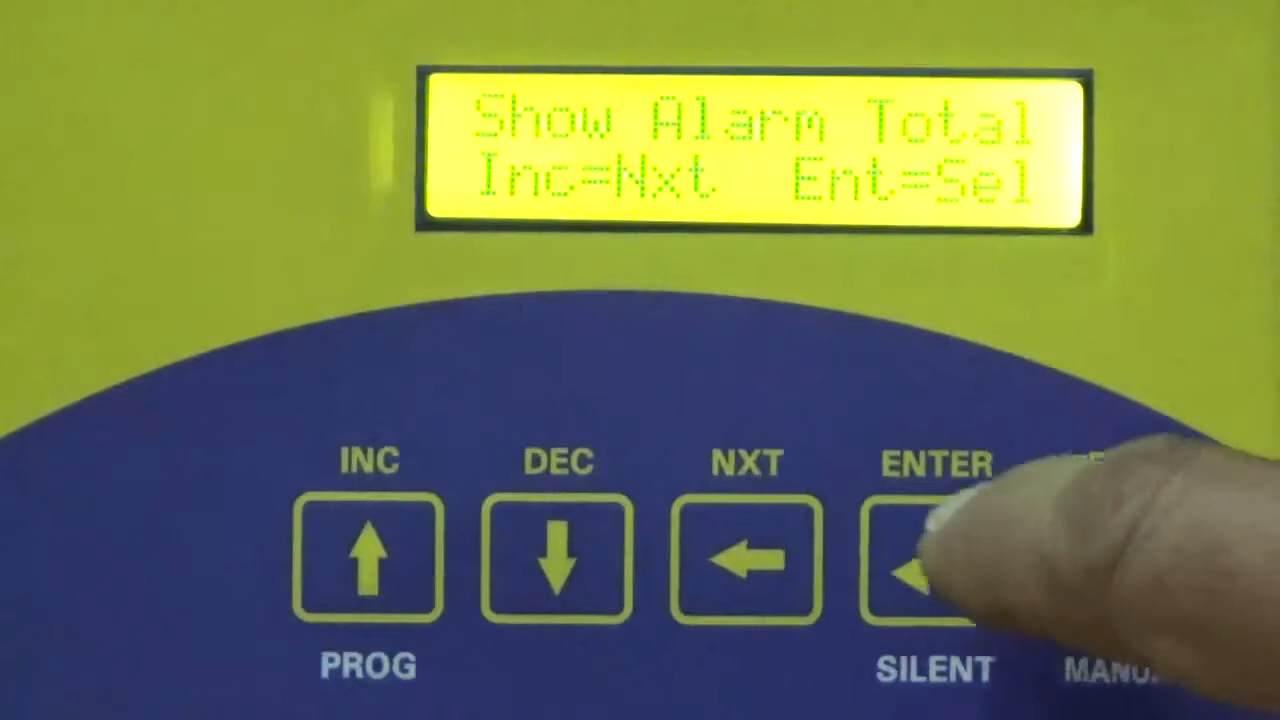 Show Alarm Total
Inc=Nxt Ent=Sel
INC DEC NXT ENTER
PROG SILENT